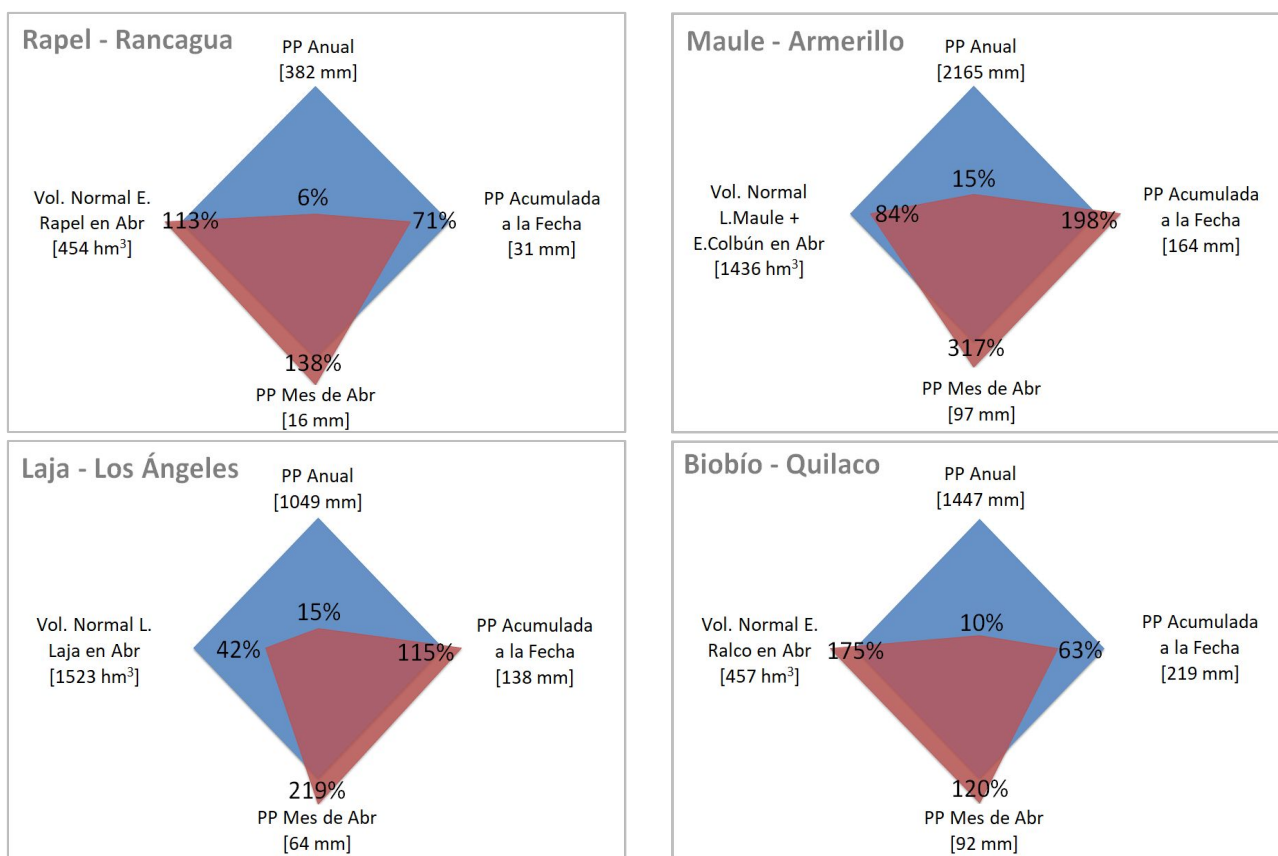 Rapel - Rancagua
PP Anual
[382 mm]
Vol. Normal E.
Rapel en Abr
[454 hm³]
113%
6%
71%
PP Acumulada
a la Fecha
[31 mm]
138%
PP Mes de Abr
[16 mm]
Maule - Armerillo
PP Anual
[2165 mm]
Vol. Normal
L.Maule +
E.Colbún en Abr
[1436 hm³]
84%
15%
198%
PP Acumulada
a la Fecha
[164 mm]
317%
PP Mes de Abr
[97 mm]
Laja - Los Ángeles
PP Anual
[1049 mm]
Vol. Normal L.
Laja en Abr
[1523 hm³]
42%
15%
115%
PP Acumulada
a la Fecha
[138 mm]
219%
PP Mes de Abr
[64 mm]
Biobío - Quilaco
PP Anual
[1447 mm]
Vol. Normal E.
Ralco en Abr
[457 hm³]
175%
10%
63%
PP Acumulada
a la Fecha
[219 mm]
120%
PP Mes de Abr
[92 mm]